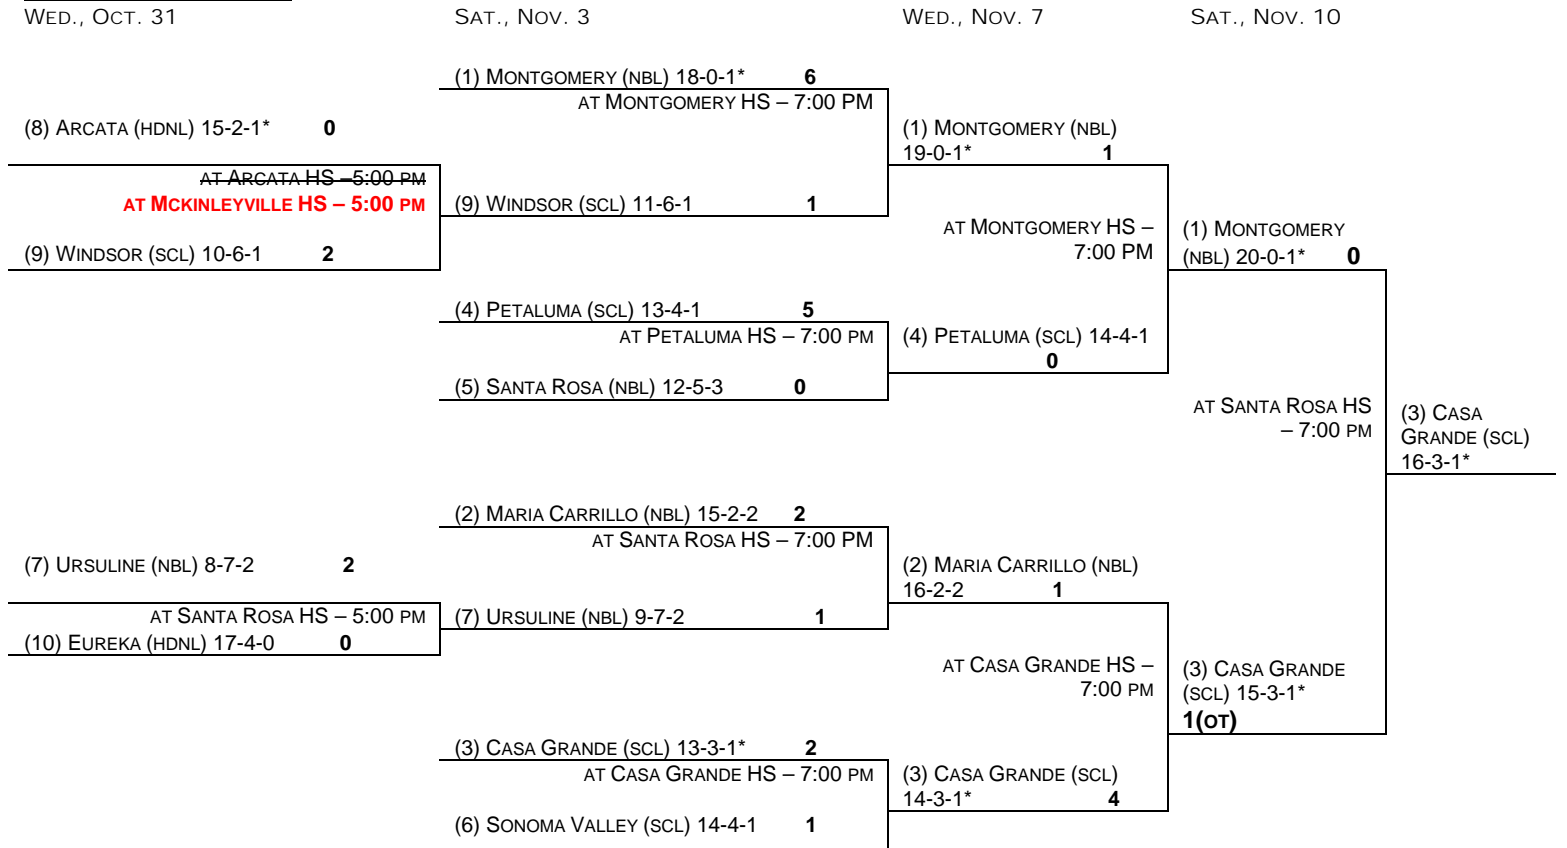 WED., OCT. 31
SAT., NOV. 3
WED., NOV. 7
SAT., NOV. 10
(1) MONTGOMERY (NBL) 18-0-1* 6
AT MONTGOMERY HS – 7:00 PM
(8) ARCATA (HDNL) 15-2-1* 0
(1) MONTGOMERY (NBL)
19-0-1* 1
AT ARCATA HS –5:00 PM
AT MCKINLEYVILLE HS – 5:00 PM
(9) WINDSOR (SCL) 11-6-1 1
AT MONTGOMERY HS –
7:00 PM
(1) MONTGOMERY
(NBL) 20-0-1* 0
(9) WINDSOR (SCL) 10-6-1 2
(4) PETALUMA (SCL) 13-4-1 5
AT PETALUMA HS – 7:00 PM
(4) PETALUMA (SCL) 14-4-1
0
(5) SANTA ROSA (NBL) 12-5-3 0
AT SANTA ROSA HS
– 7:00 PM
(3) CASA
GRANDE (SCL)
16-3-1*
(2) MARIA CARRILLO (NBL) 15-2-2 2
AT SANTA ROSA HS – 7:00 PM
(7) URSULINE (NBL) 8-7-2 2
(2) MARIA CARRILLO (NBL)
16-2-2 1
AT SANTA ROSA HS – 5:00 PM
(7) URSULINE (NBL) 9-7-2 1
(10) EUREKA (HDNL) 17-4-0 0
AT CASA GRANDE HS –
7:00 PM
(3) CASA GRANDE
(SCL) 15-3-1*
1(OT)
(3) CASA GRANDE (SCL) 13-3-1* 2
AT CASA GRANDE HS – 7:00 PM
(3) CASA GRANDE (SCL)
14-3-1* 4
(6) SONOMA VALLEY (SCL) 14-4-1 1